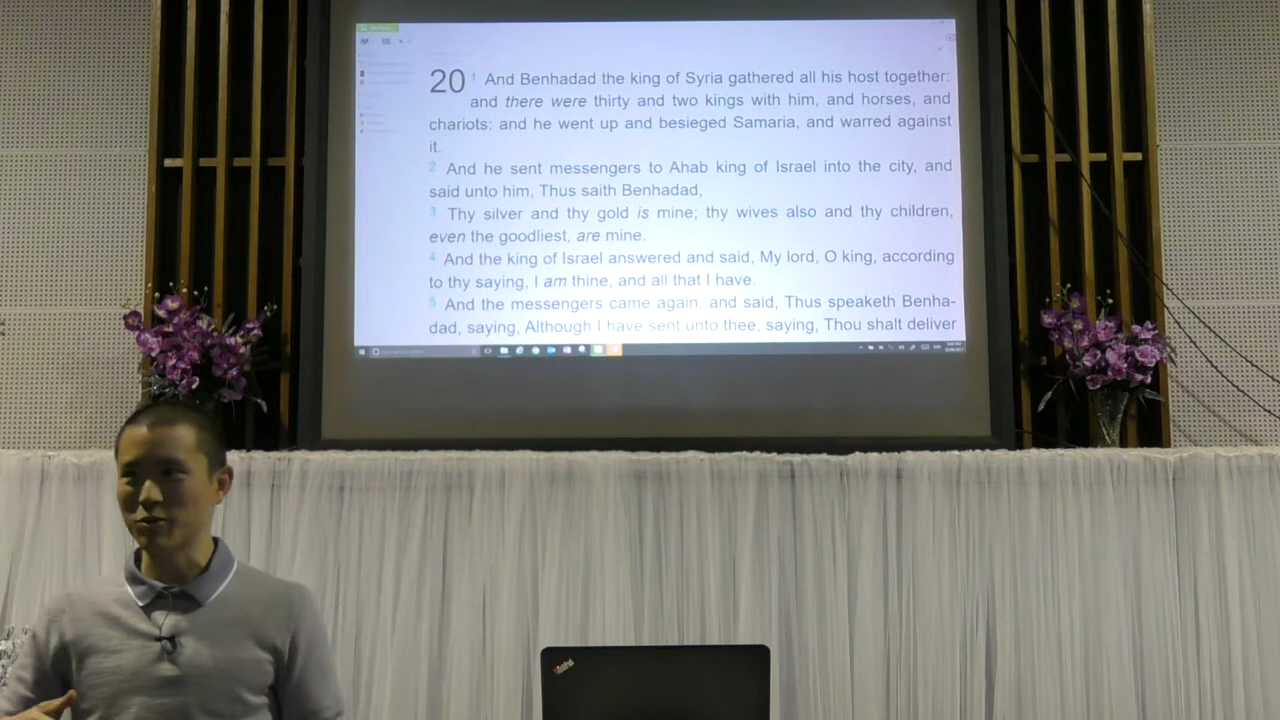 20 1 And Benhadad the king of Syria gathered all his host together:
and there were thirty and two kings with him, and horses, and
chariots: and he went up and besieged Samaria, and warred against
it.
2 And he sent messengers to Ahab king of Israel into the city, and
said unto him, Thus saith Benhadad,
3 Thy silver and thy gold is mine; thy wives also and thy children,
even the goodliest, are mine.
4 And the king of Israel answered and said, My lord, O king, according
to thy saying, I am thine, and all that I have.
5 And the messengers came again, and said, Thus speaketh Benha-
dad, saying, Although I have sent unto thee, saying, Thou shalt deliver